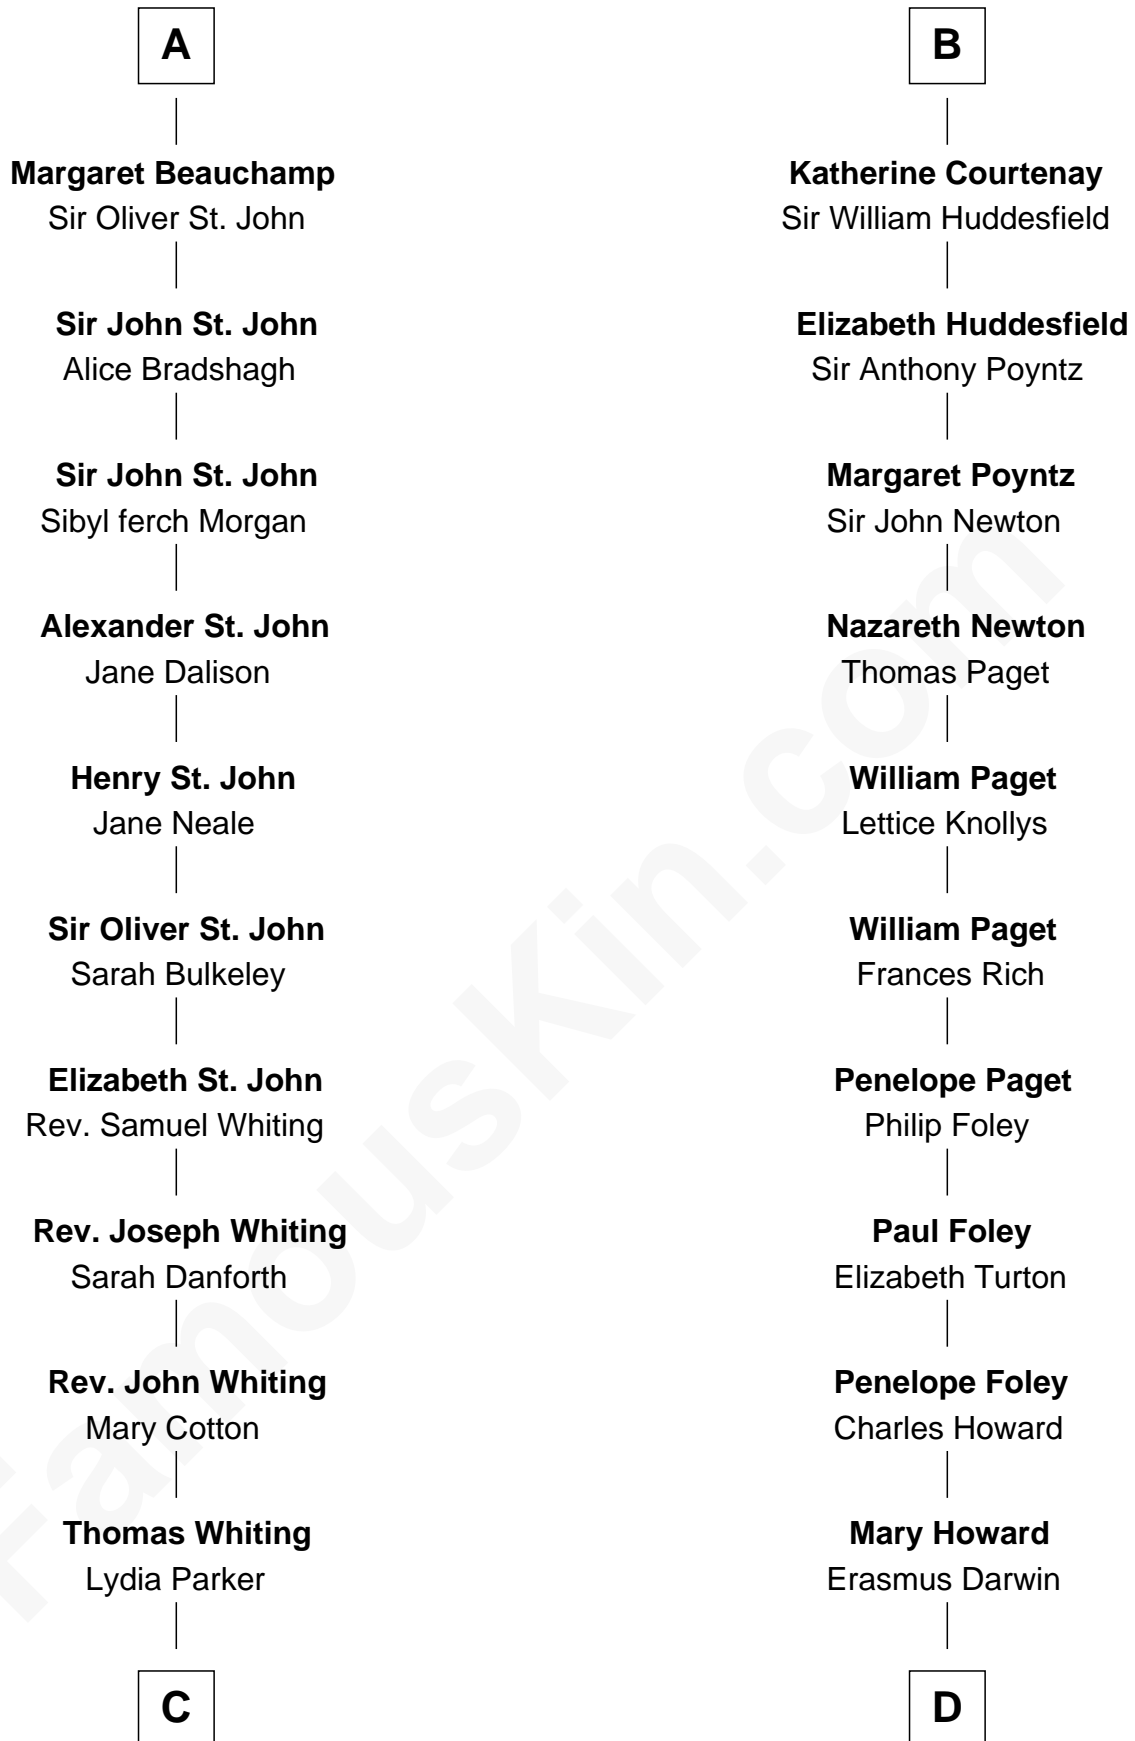 A
Margaret Beauchamp
Sir Oliver St. John
Sir John St. John
Alice Bradshagh
Sir John St. John
Sibyl ferch Morgan
Alexander St. John
Jane Dalison
Henry St. John
Jane Neale
Sir Oliver St. John
Sarah Bulkeley
Elizabeth St. John
Rev. Samuel Whiting
Rev. Joseph Whiting
Sarah Danforth
Rev. John Whiting
Mary Cotton
Thomas Whiting
Lydia Parker
C
B
Katherine Courtenay
Sir William Huddesfield
Elizabeth Huddesfield
Sir Anthony Poyntz
Margaret Poyntz
Sir John Newton
Nazareth Newton
Thomas Paget
William Paget
Lettice Knollys
William Paget
Frances Rich
Penelope Paget
Philip Foley
Paul Foley
Elizabeth Turton
Penelope Foley
Charles Howard
Mary Howard
Erasmus Darwin
D
FamousKin.com